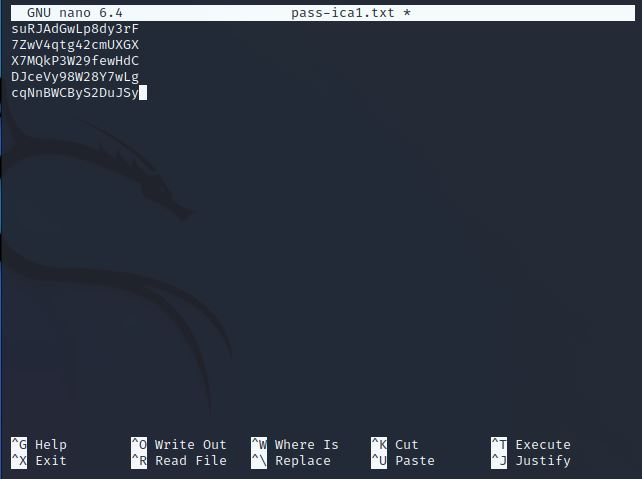 GNU nano 6.4 pass-ica1.txt *
suRJAdGwLp8dy3rF
7ZwV4qtg42cmUXGX
X7MQkP3W29fewHdC
DJceVy98W28Y7wLg
cqNnBWCByS2DuJSy
^G Help ^O Write Out ^W Where Is ^K Cut ^T Execute
^X Exit ^R Read File ^\ Replace ^U Paste ^J Justify